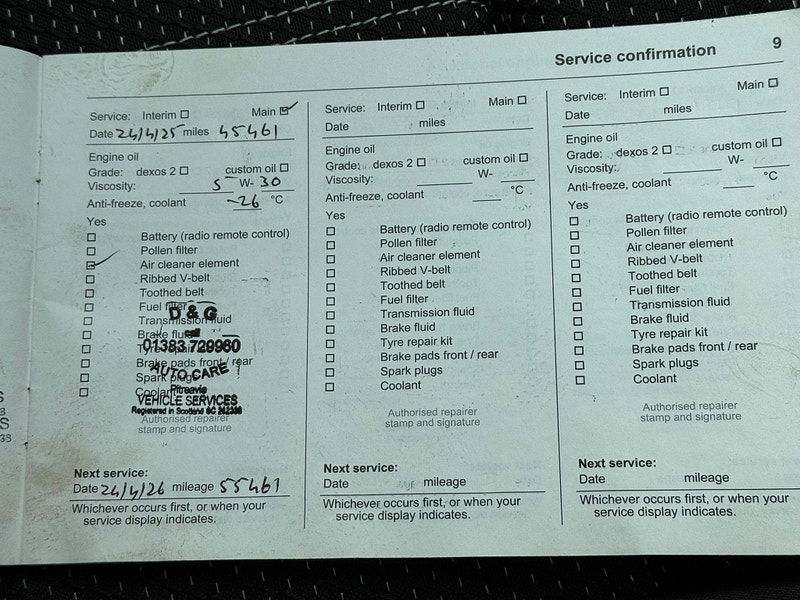 Service confirmation 9
Service: Interim Main
Date 24/4/25 miles 45461
Engine oil
Grade: dexos 2 custom oil
Viscosity: 5 W- 30
Anti-freeze, coolant -26 °C
Yes
Battery (radio remote control)
Pollen filter
Air cleaner element
Ribbed V-belt
Toothed belt
Fuel filter
Transmission fluid
Brake fluid
Tyre repair kit
Brake pads front / rear
Spark plugs
Coolant
D & G
01383 729960
AUTO CARE
Pitreavie
VEHICLE SERVICES
Registered in Scotland SC 262338
Authorised repairer
stamp and signature
Next service:
Date 24/4/26 mileage 55461
Whichever occurs first, or when your
service display indicates.
Service: Interim Main
Date miles
Engine oil
Grade: dexos 2 custom oil
Viscosity: W-
Anti-freeze, coolant °C
Yes
Battery (radio remote control)
Pollen filter
Air cleaner element
Ribbed V-belt
Toothed belt
Fuel filter
Transmission fluid
Brake fluid
Tyre repair kit
Brake pads front / rear
Spark plugs
Coolant
Authorised repairer
stamp and signature
Next service:
Date mileage
Whichever occurs first, or when your
service display indicates.
Service: Interim Main
Date miles
Engine oil
Grade: dexos 2 custom oil
Viscosity: W-
Anti-freeze, coolant °C
Yes
Battery (radio remote control)
Pollen filter
Air cleaner element
Ribbed V-belt
Toothed belt
Fuel filter
Transmission fluid
Brake fluid
Tyre repair kit
Brake pads front / rear
Spark plugs
Coolant
Authorised repairer
stamp and signature
Next service:
Date mileage
Whichever occurs first, or when your
service display indicates.